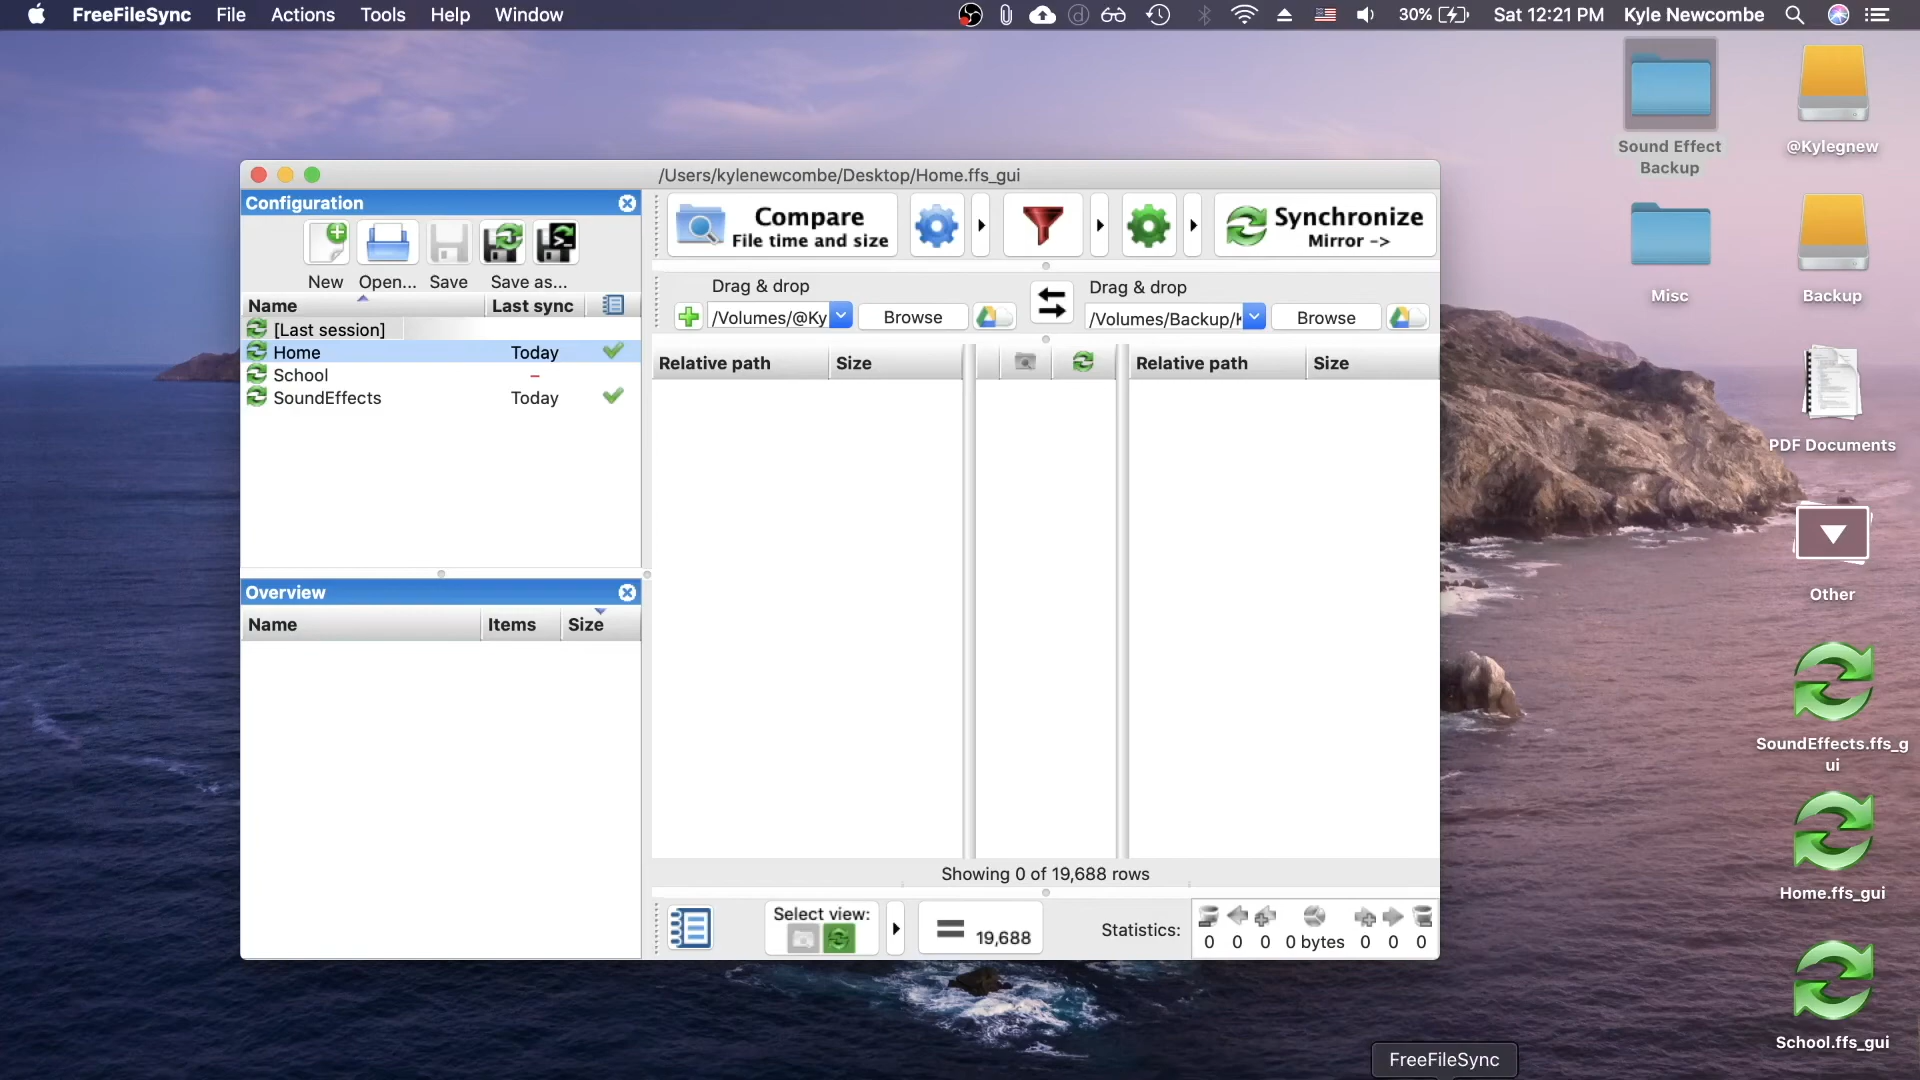 FreeFileSync File Actions Tools Help Window
30% Sat 12:21 PM Kyle Newcombe
Sound Effect
Backup
@Kylegnew
Misc
Backup
PDF Documents
Other
SoundEffects.ffs_g
ui
Home.ffs_gui
School.ffs_gui
/Users/kylenewcombe/Desktop/Home.ffs_gui
Configuration
New Open... Save Save as...
Name Last sync
[Last session]
Home Today
School –
SoundEffects Today
Overview
Name Items Size
Compare
File time and size
Synchronize
Mirror ->
Drag & drop
/Volumes/@Ky Browse
Drag & drop
/Volumes/Backup/ Browse
Relative path Size
Relative path Size
Showing 0 of 19,688 rows
Select view:
19,688
Statistics:
0 0 0 0 bytes 0 0 0
FreeFileSync